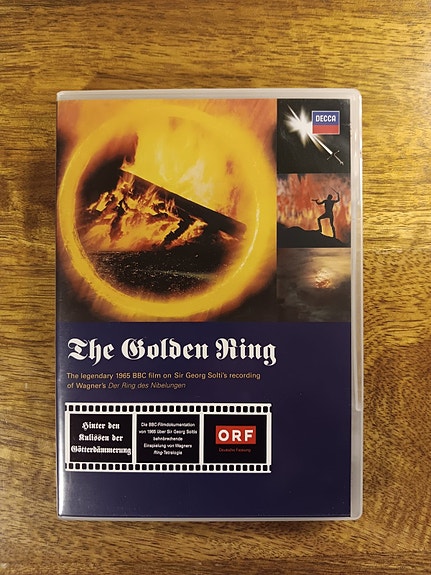 DECCA
The Golden Ring
The legendary 1965 BBC film on Sir Georg Solti's recording
of Wagner's Der Ring des Nibelungen
Hinter den
Kulissen der
Götterdämmerung
Die BBC-Filmdokumentation
von 1965 über Sir Georg Soltis
bahnbrechende
Einspielung von Wagners
Ring-Tetralogie
ORF
Deutsche Fassung